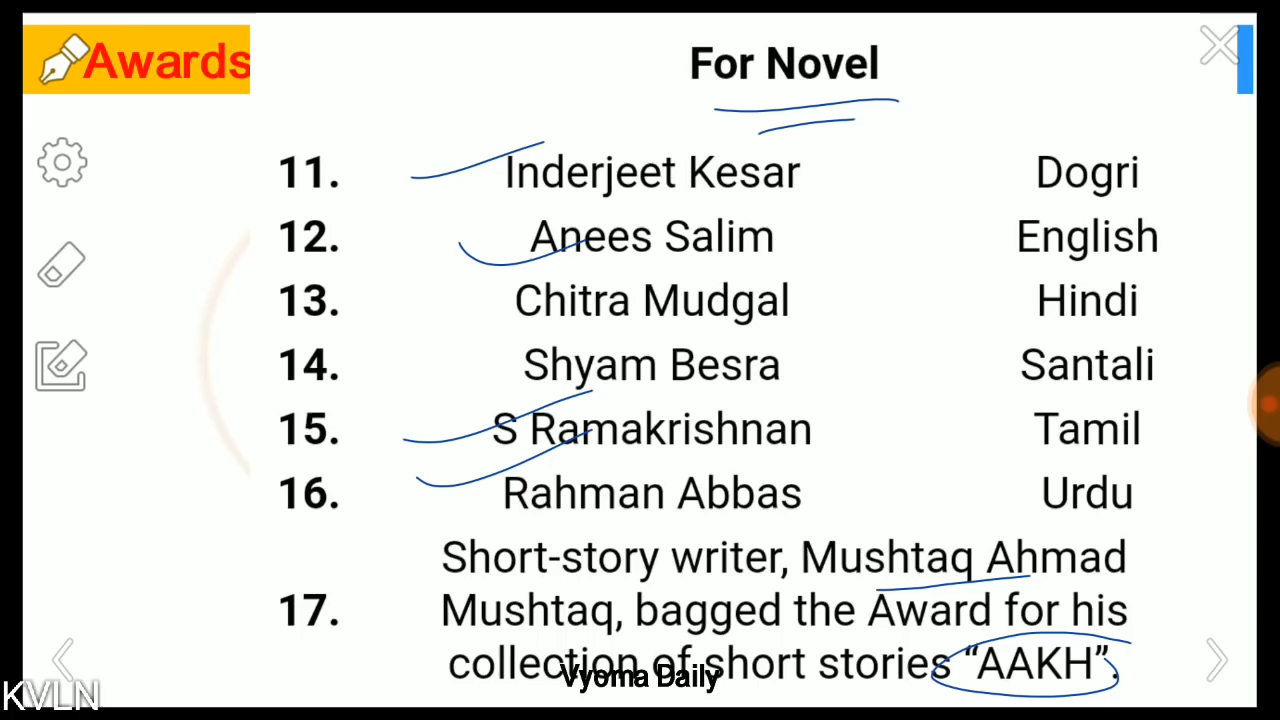 Awards
For Novel
11. Inderjeet Kesar Dogri
12. Anees Salim English
13. Chitra Mudgal Hindi
14. Shyam Besra Santali
15. S Ramakrishnan Tamil
16. Rahman Abbas Urdu
Short-story writer, Mushtaq Ahmad
17. Mushtaq, bagged the Award for his
collection of short stories “AAKH”.
Vyoma Daily
KVLN